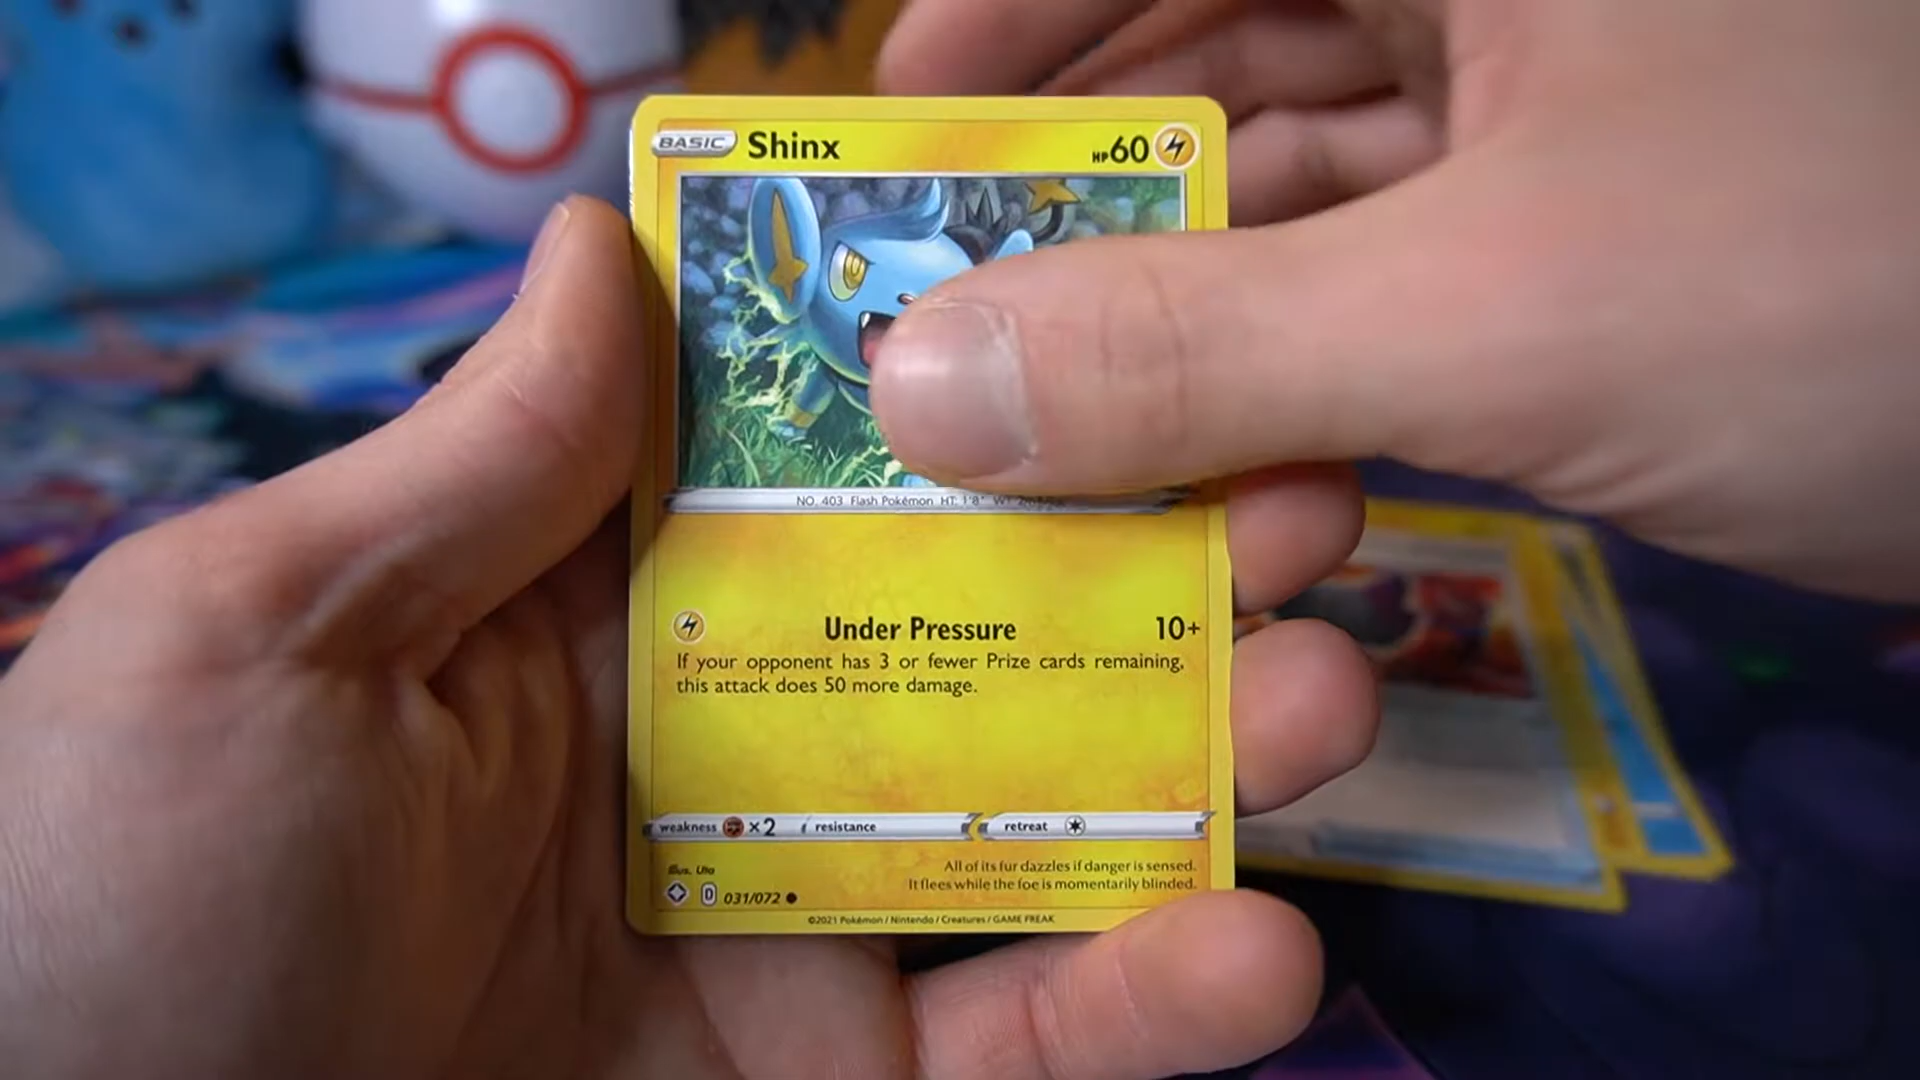 BASIC Shinx HP60
NO. 403 Flash Pokémon HT: 1'8"
Under Pressure 10+
If your opponent has 3 or fewer Prize cards remaining,
this attack does 50 more damage.
weakness ×2 resistance retreat
Illus. Uta
All of its fur dazzles if danger is sensed.
It flees while the foe is momentarily blinded.
D 031/072
©2021 Pokémon / Nintendo / Creatures / GAME FREAK